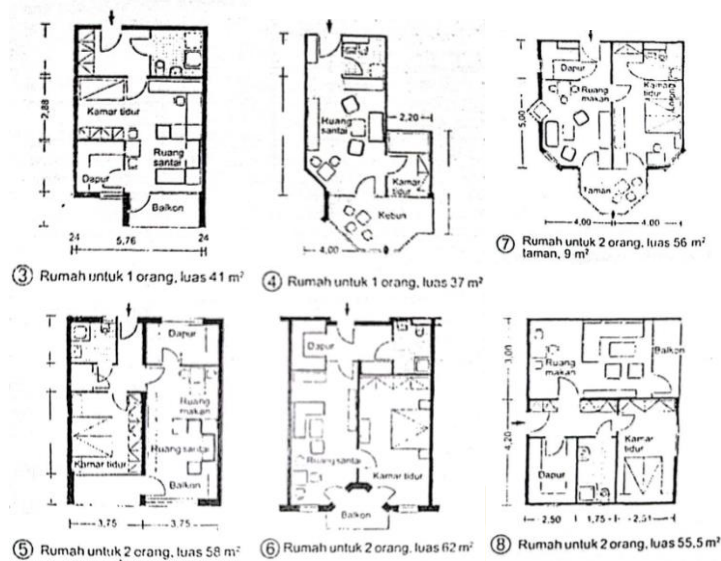 Kamar tidur
Ruang
santai
Dapur
Balkon
2,88
24
5,76
24
③ Rumah untuk 1 orang, luas 41 m²
Ruang
santai
2,20
Kamar
tidur
Kebun
4,00
④ Rumah untuk 1 orang, luas 37 m²
Dapur
Ruang
makan
Kamar
tidur
5,00
Taman
4,00
4,00
⑦ Rumah untuk 2 orang, luas 56 m²
taman, 9 m²
Dapur
Ruang
makan
Ruang santai
Kamar tidur
Balkon
3,75
3,75
⑤ Rumah untuk 2 orang, luas 58 m²
Dapur
Ruang santai
Kamar tidur
Balkon
⑥ Rumah untuk 2 orang, luas 62 m²
3,00
Ruang
makan
Balkon
4,20
Dapur
Kamar
tidur
2,50
1,75
⑧ Rumah untuk 2 orang, luas 55,5 m²